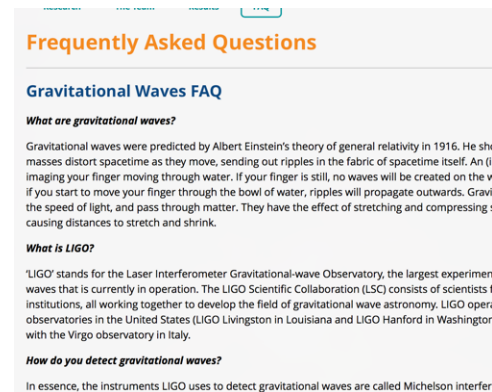 FAQ
Frequently Asked Questions
Gravitational Waves FAQ
What are gravitational waves?
Gravitational waves were predicted by Albert Einstein's theory of general relativity in 1916. He
masses distort spacetime as they move, sending out ripples in the fabric of spacetime itself. An
imaging your finger moving through water. If your finger is still, no waves will be created on the
if you start to move your finger through the bowl of water, ripples will propagate outwards.
the speed of light, and pass through matter. They have the effect of stretching and compressing
causing distances to stretch and shrink.
What is LIGO?
'LIGO' stands for the Laser Interferometer Gravitational-wave Observatory, the largest
waves that is currently in operation. The LIGO Scientific Collaboration (LSC) consists of scientists
institutions, all working together to develop the field of gravitational wave astronomy. LIGO
observatories in the United States (LIGO Livingston in Louisiana and LIGO Hanford in Washington
with the Virgo observatory in Italy.
How do you detect gravitational waves?
In essence, the instruments LIGO uses to detect gravitational waves are called Michelson